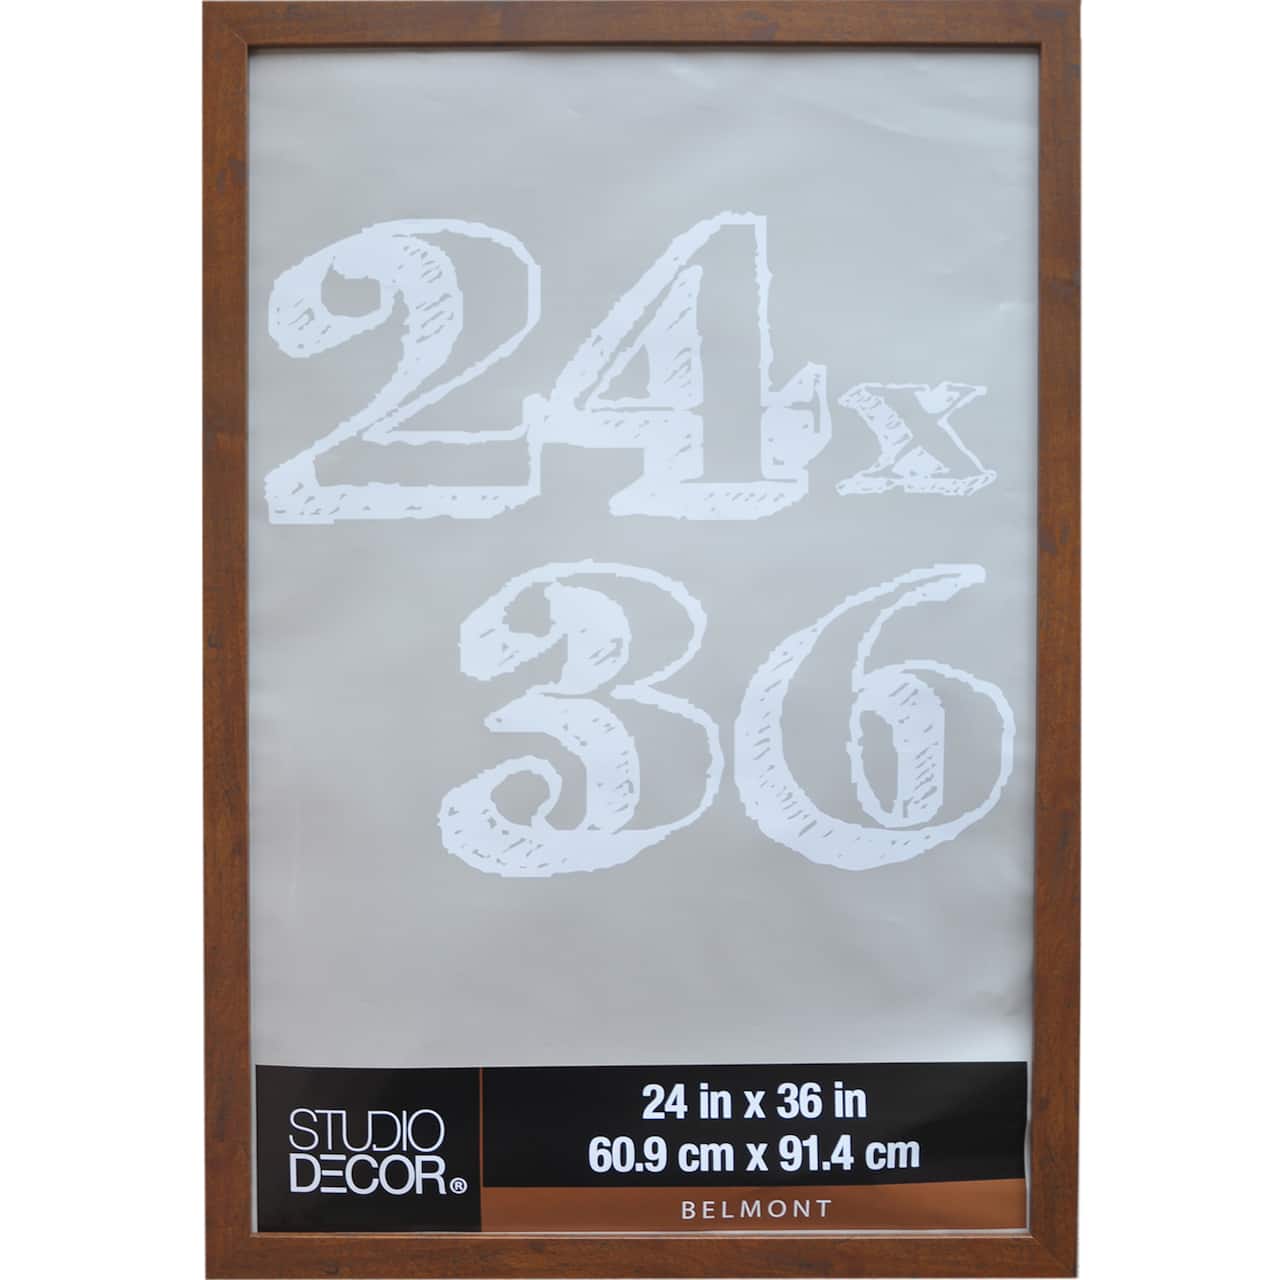 24x
36
STUDIO
DECOR®
24 in x 36 in
60.9 cm x 91.4 cm
BELMONT